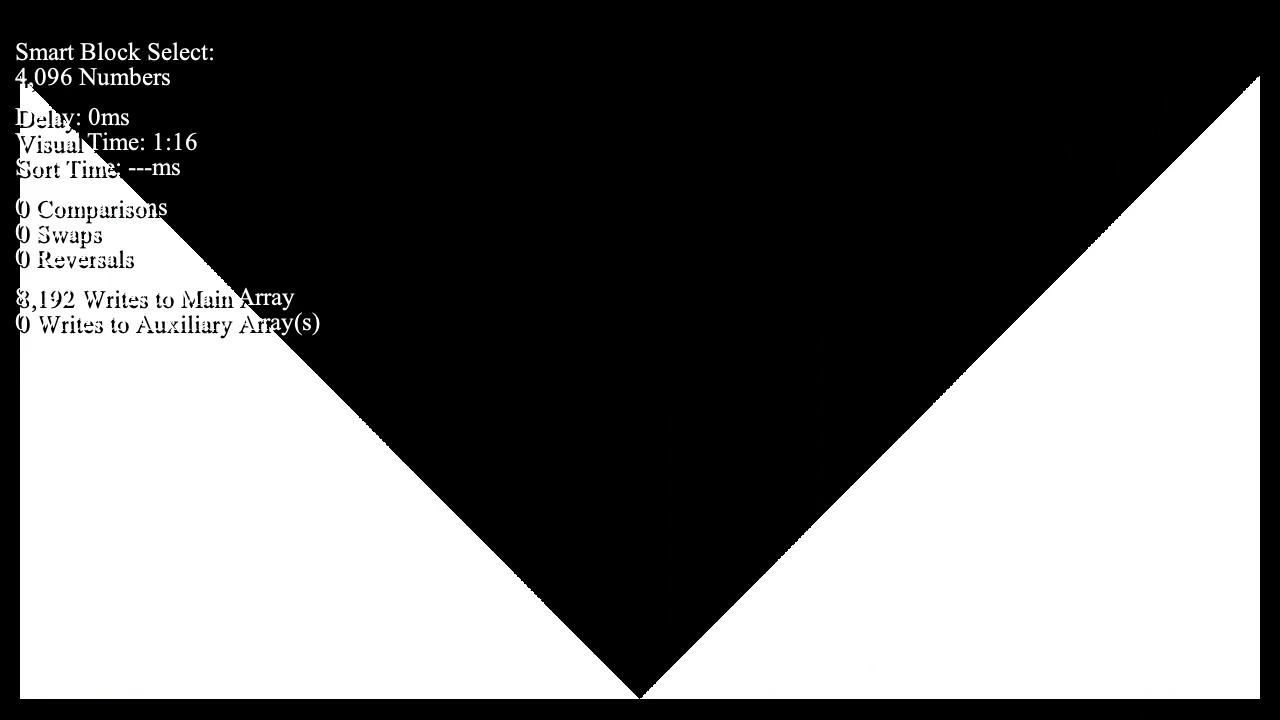 Smart Block Select:
4,096 Numbers
Delay: 0ms
Visual Time: 1:16
Sort Time: ---ms
0 Comparisons
0 Swaps
0 Reversals
8,192 Writes to Main Array
0 Writes to Auxiliary Array(s)